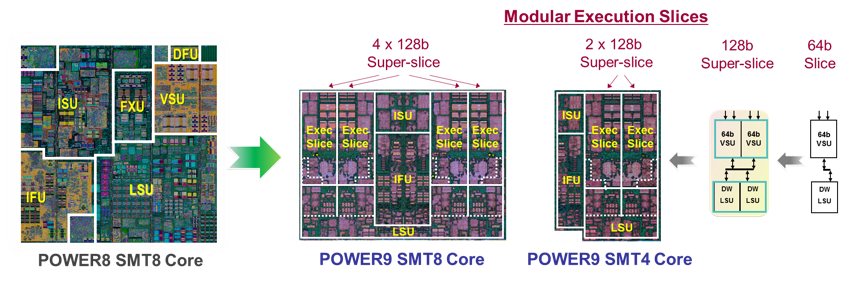 Modular Execution Slices
4 x 128b
Super-slice
2 x 128b
Super-slice
128b
Super-slice
64b
Slice
DFU
ISU
FXU
VSU
IFU
LSU
POWER8 SMT8 Core
ISU
Exec
Slice
Exec
Slice
Exec
Slice
Exec
Slice
IFU
LSU
POWER9 SMT8 Core
ISU
Exec
Slice
Exec
Slice
IFU
LSU
POWER9 SMT4 Core
64b
VSU
64b
VSU
DW
LSU
DW
LSU
64b
VSU
DW
LSU